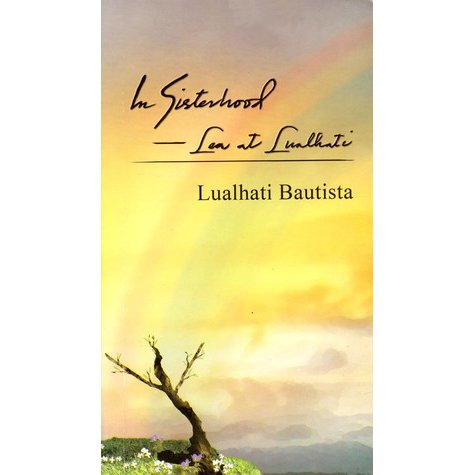 In Sisterhood
— Lea at Lualhati
Lualhati Bautista